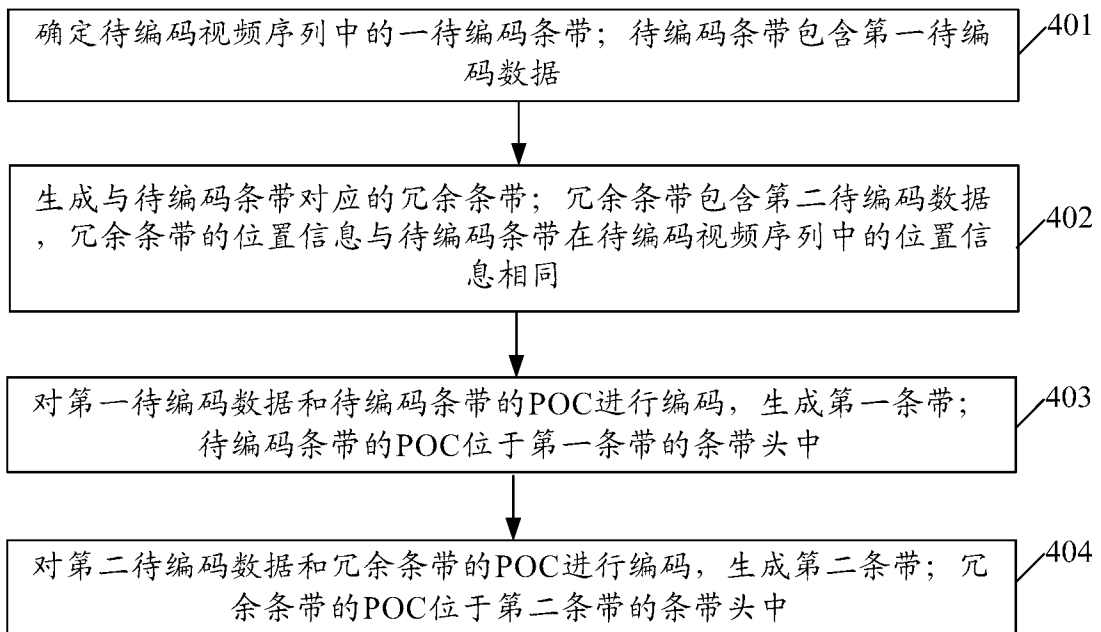 确定待编码视频序列中的一待编码条带；待编码条带包含第一待编
码数据
401
生成与待编码条带对应的冗余条带；冗余条带包含第二待编码数据
，冗余条带的位置信息与待编码条带在待编码视频序列中的位置信
息相同
402
对第一待编码数据和待编码条带的POC进行编码，生成第一条带；
待编码条带的POC位于第一条带的条带头中
403
对第二待编码数据和冗余条带的POC进行编码，生成第二条带；冗
余条带的POC位于第二条带的条带头中
404